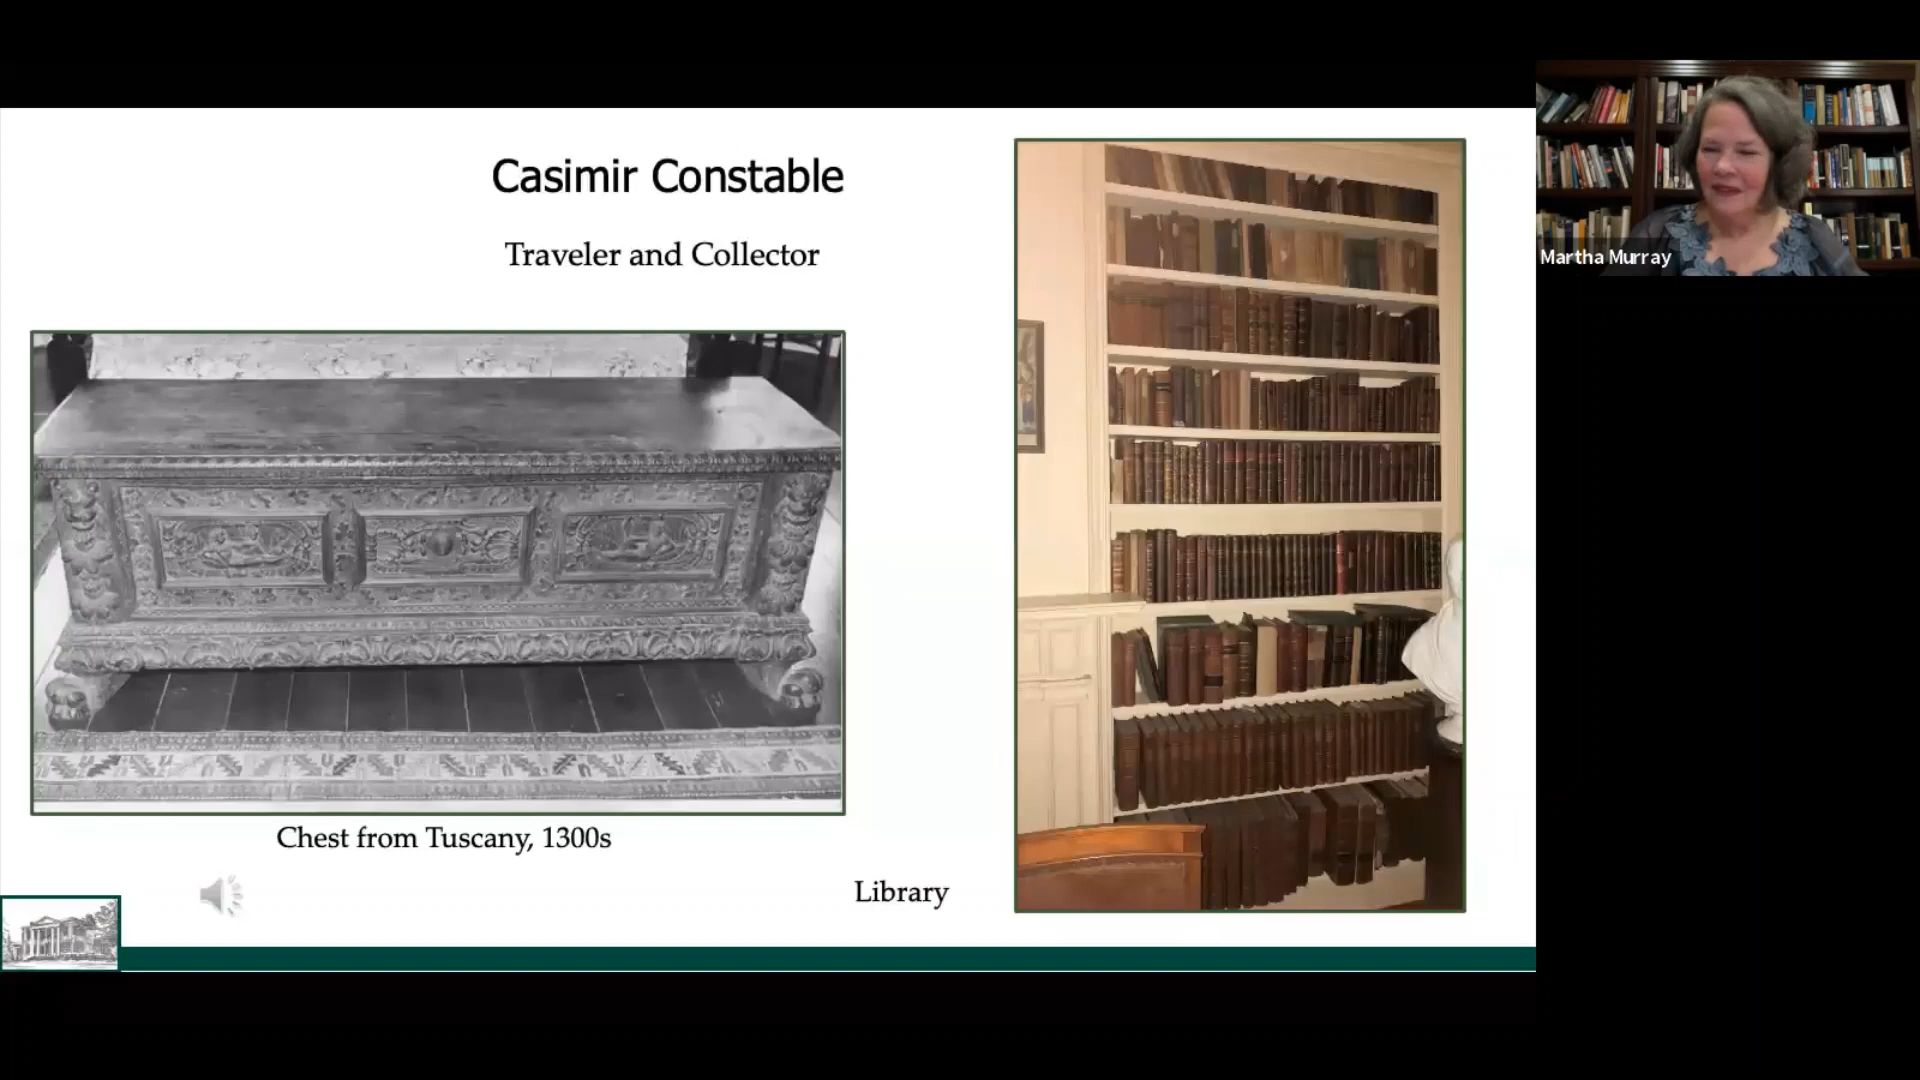 Casimir Constable
Traveler and Collector
Chest from Tuscany, 1300s
Library
Martha Murray